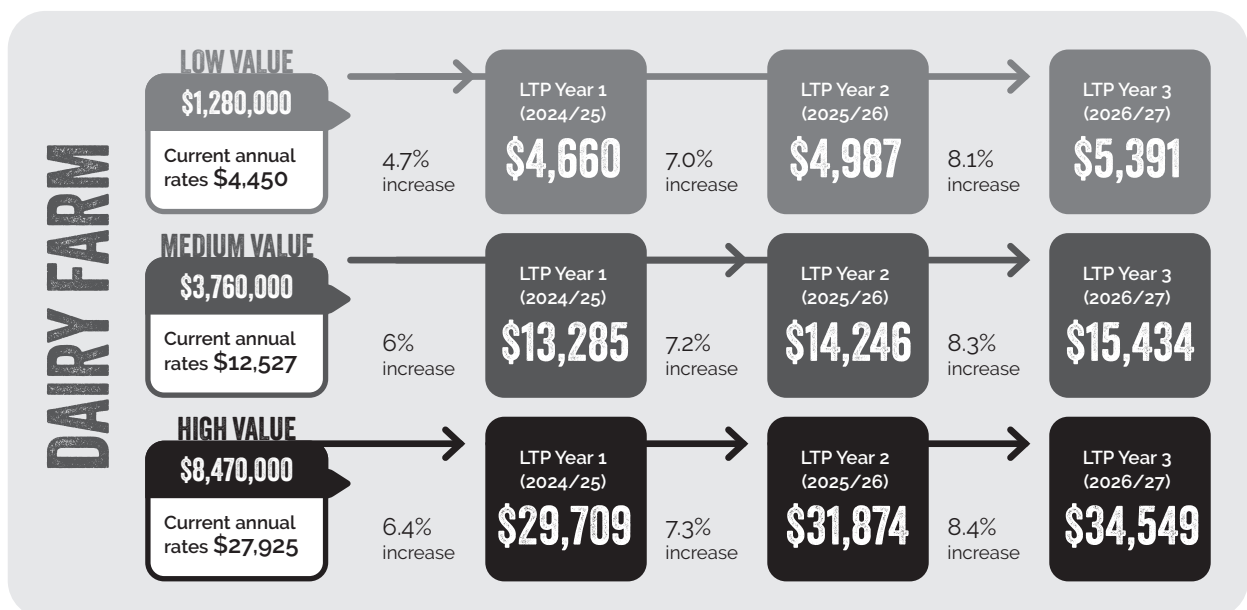 DAIRY FARM
LOW VALUE
$1,280,000
Current annual
rates $4,450
4.7%
increase
LTP Year 1
(2024/25)
$4,660
7.0%
increase
LTP Year 2
(2025/26)
$4,987
8.1%
increase
LTP Year 3
(2026/27)
$5,391
MEDIUM VALUE
$3,760,000
Current annual
rates $12,527
6%
increase
LTP Year 1
(2024/25)
$13,285
7.2%
increase
LTP Year 2
(2025/26)
$14,246
8.3%
increase
LTP Year 3
(2026/27)
$15,434
HIGH VALUE
$8,470,000
Current annual
rates $27,925
6.4%
increase
LTP Year 1
(2024/25)
$29,709
7.3%
increase
LTP Year 2
(2025/26)
$31,874
8.4%
increase
LTP Year 3
(2026/27)
$34,549